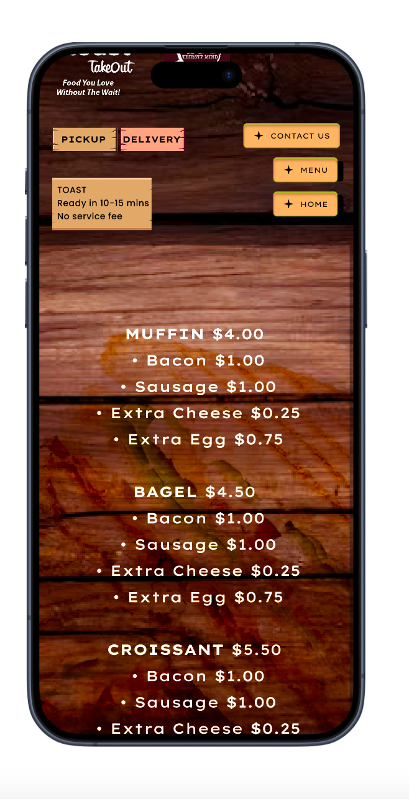 TakeOut
Food You Love
Without The Wait!
PICKUP
DELIVERY
CONTACT US
MENU
HOME
TOAST
Ready in 10-15 mins
No service fee
MUFFIN $4.00
• Bacon $1.00
• Sausage $1.00
• Extra Cheese $0.25
• Extra Egg $0.75
BAGEL $4.50
• Bacon $1.00
• Sausage $1.00
• Extra Cheese $0.25
• Extra Egg $0.75
CROISSANT $5.50
• Bacon $1.00
• Sausage $1.00
• Extra Cheese $0.25